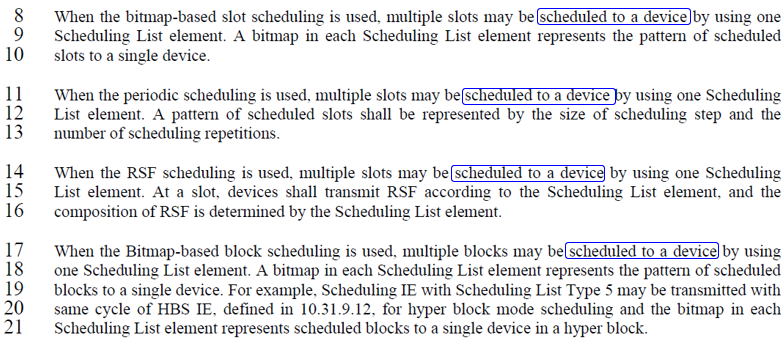 8 When the bitmap-based slot scheduling is used, multiple slots may be scheduled to a device by using one
9 Scheduling List element. A bitmap in each Scheduling List element represents the pattern of scheduled
10 slots to a single device.
11 When the periodic scheduling is used, multiple slots may be scheduled to a device by using one Scheduling
12 List element. A pattern of scheduled slots shall be represented by the size of scheduling step and the
13 number of scheduling repetitions.
14 When the RSF scheduling is used, multiple slots may be scheduled to a device by using one Scheduling
15 List element. At a slot, devices shall transmit RSF according to the Scheduling List element, and the
16 composition of RSF is determined by the Scheduling List element.
17 When the Bitmap-based block scheduling is used, multiple blocks may be scheduled to a device by using
18 one Scheduling List element. A bitmap in each Scheduling List element represents the pattern of scheduled
19 blocks to a single device. For example, Scheduling IE with Scheduling List Type 5 may be transmitted with
20 same cycle of HBS IE, defined in 10.31.9.12, for hyper block mode scheduling and the bitmap in each
21 Scheduling List element represents scheduled blocks to a single device in a hyper block.